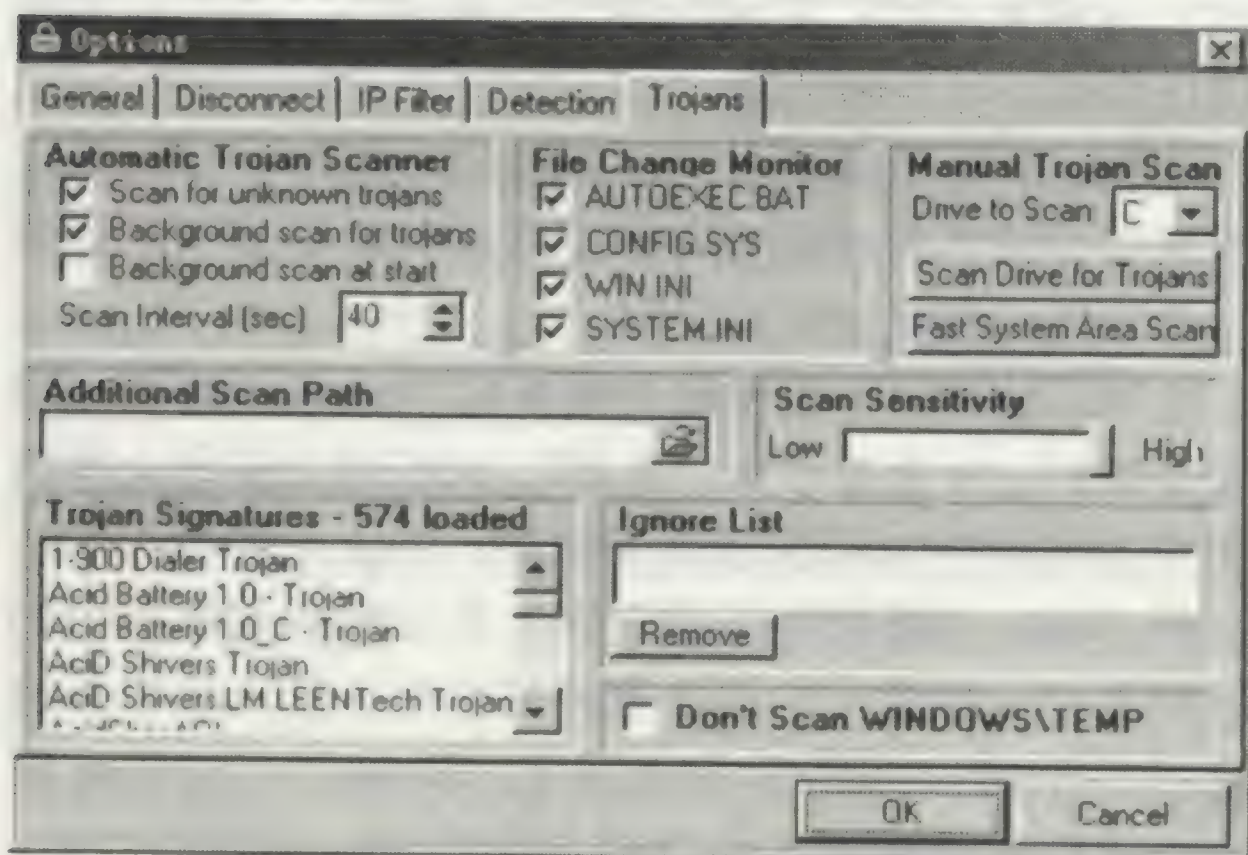 Options
General Disconnect IP Filter Detection Trojans
Automatic Trojan Scanner
Scan for unknown trojans
Background scan for trojans
Background scan at start
Scan Interval (sec) 40
File Change Monitor
AUTOEXEC BAT
CONFIG SYS
WIN INI
SYSTEM.INI
Manual Trojan Scan
Drive to Scan C
Scan Drive for Trojans
Fast System Area Scan
Additional Scan Path
Scan Sensitivity
Low High
Trojan Signatures - 574 loaded
1-900 Dialer Trojan
Acid Battery 1 0 - Trojan
Acid Battery 1 0_C - Trojan
AciD Shivers Trojan
AciD Shivers LM LEENTech Trojan
Ignore List
Remove
Don't Scan WINDOWS\TEMP
OK Cancel